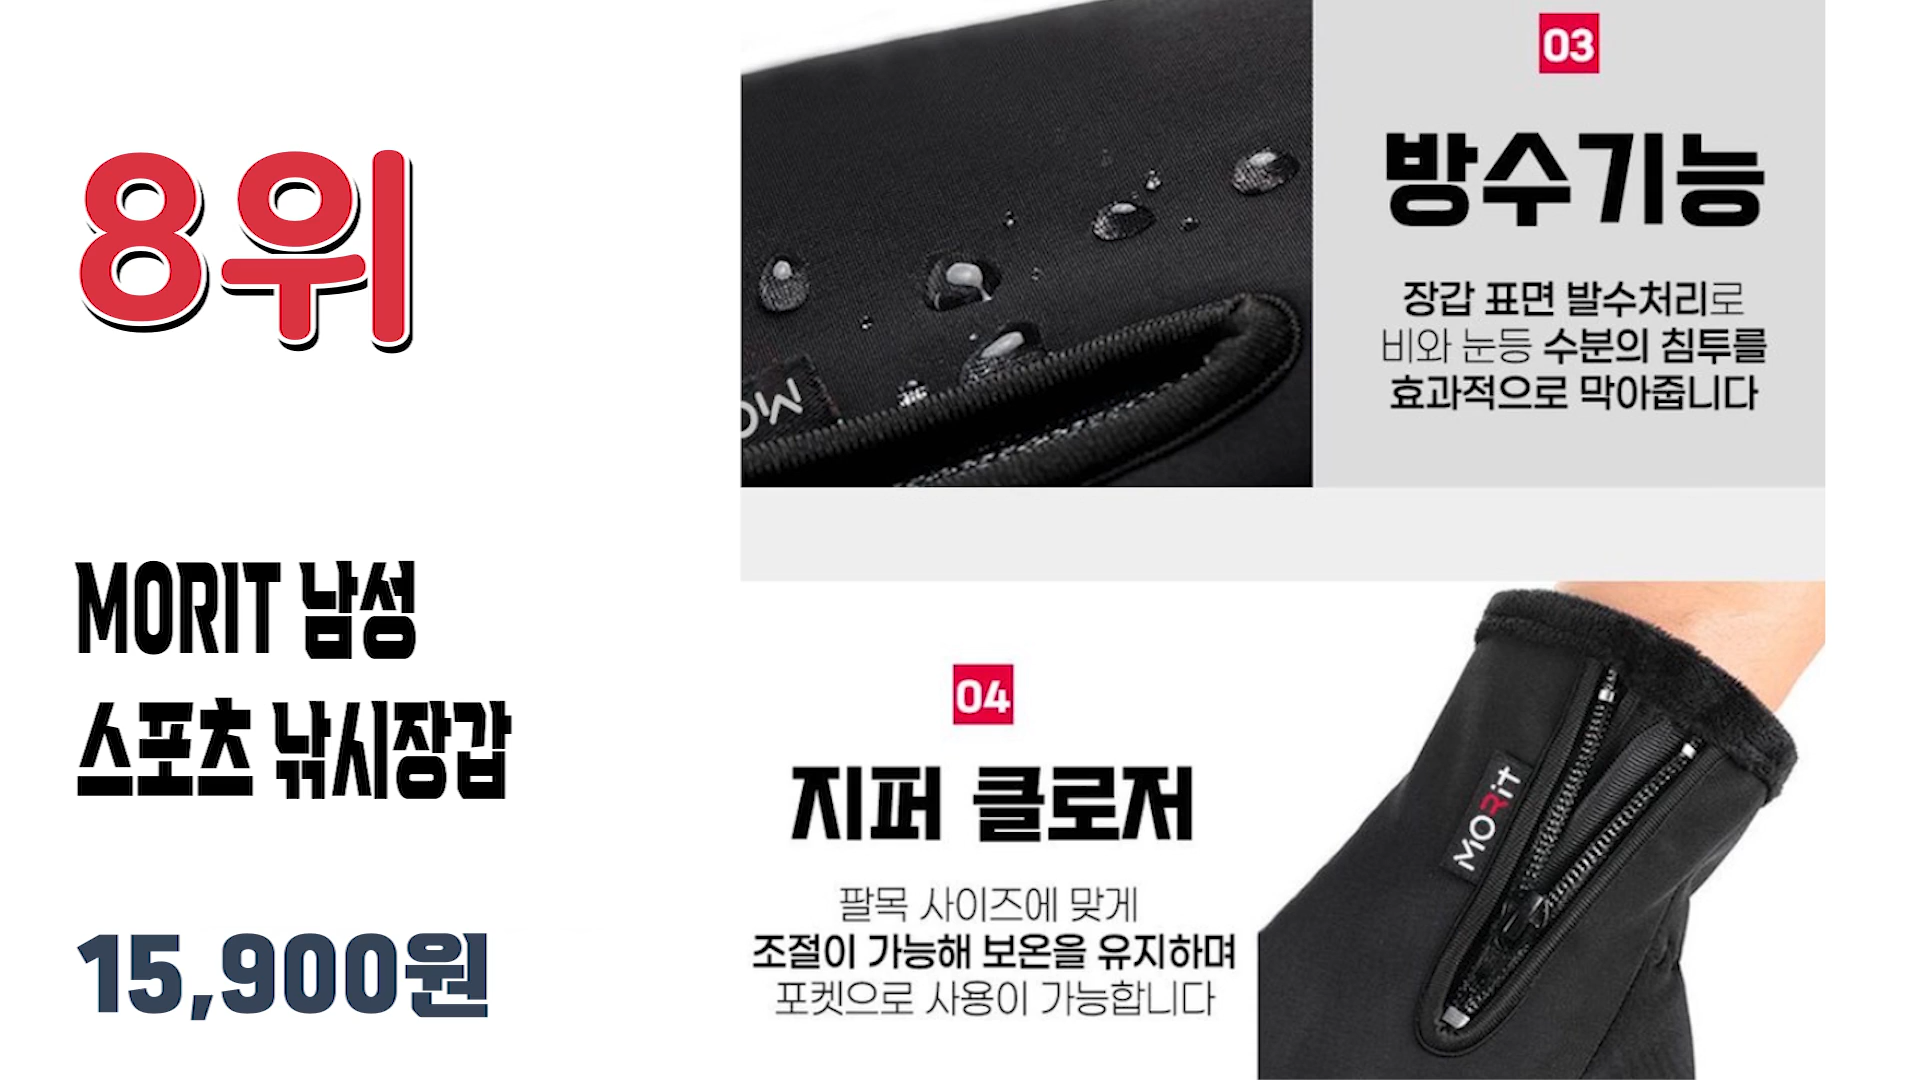 8위
MORIT 남성
스포츠 낚시장갑
15,900원
03
방수기능
장갑 표면 발수처리로
비와 눈등 수분의 침투를
효과적으로 막아줍니다
MO
04
지퍼 클로저
팔목 사이즈에 맞게
조절이 가능해 보온을 유지하며
포켓으로 사용이 가능합니다
MORiT